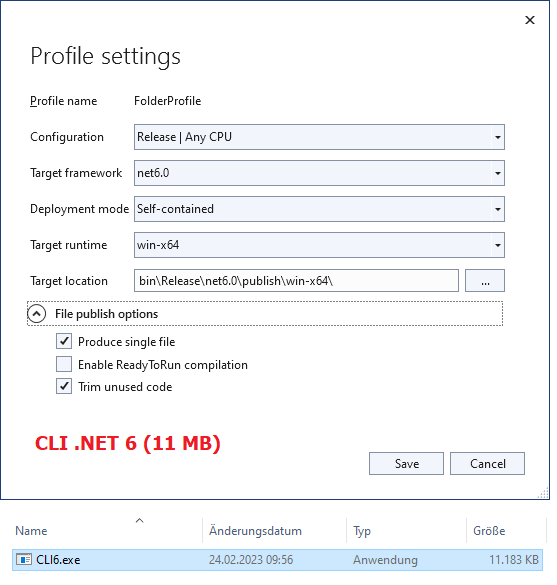 Profile settings
Profile name FolderProfile
Configuration Release | Any CPU
Target framework net6.0
Deployment mode Self-contained
Target runtime win-x64
Target location bin\Release\net6.0\publish\win-x64\ ...
File publish options
Produce single file
Enable ReadyToRun compilation
Trim unused code
CLI .NET 6 (11 MB)
Save Cancel
Name Änderungsdatum Typ Größe
CLI6.exe 24.02.2023 09:56 Anwendung 11.183 KB